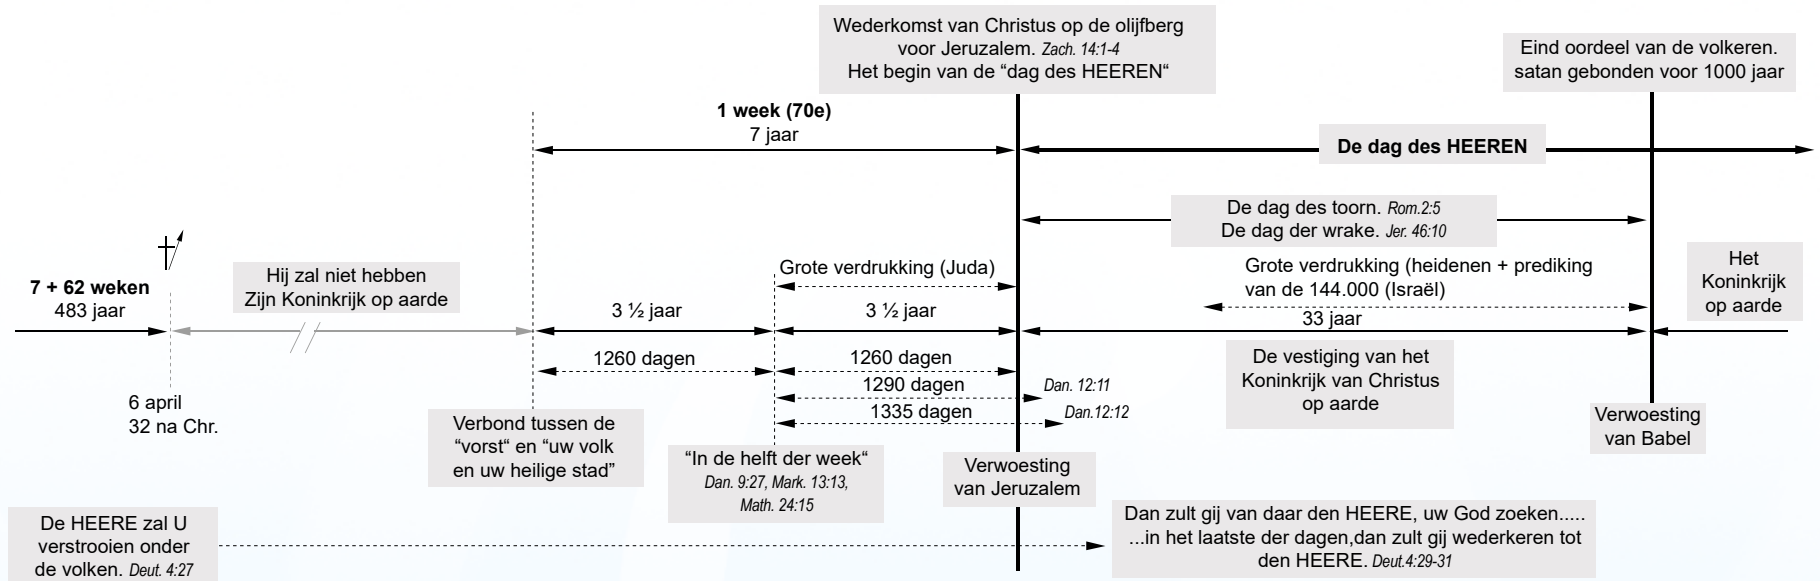 Wederkomst van Christus op de olijfberg
voor Jeruzalem. Zach. 14:1-4
Het begin van de “dag des HEEREN“
Eind oordeel van de volkeren.
satan gebonden voor 1000 jaar
1 week (70e)
7 jaar
De dag des HEEREN
De dag des toorn. Rom.2:5
De dag der wrake. Jer. 46:10
7 + 62 weken
483 jaar
Hij zal niet hebben
Zijn Koninkrijk op aarde
Grote verdrukking (Juda)
3 ½ jaar
3 ½ jaar
Grote verdrukking (heidenen + prediking
van de 144.000 (Israël)
33 jaar
Het
Koninkrijk
op aarde
1260 dagen
1260 dagen
1290 dagen
Dan. 12:11
1335 dagen
Dan.12:12
De vestiging van het
Koninkrijk van Christus
op aarde
6 april
32 na Chr.
Verbond tussen de
“vorst“ en “uw volk
en uw heilige stad”
“In de helft der week“
Dan. 9:27, Mark. 13:13,
Math. 24:15
Verwoesting
van Jeruzalem
Verwoesting
van Babel
De HEERE zal U
verstrooien onder
de volken. Deut. 4:27
Dan zult gij van daar den HEERE, uw God zoeken.....
...in het laatste der dagen,dan zult gij wederkeren tot
den HEERE. Deut.4:29-31